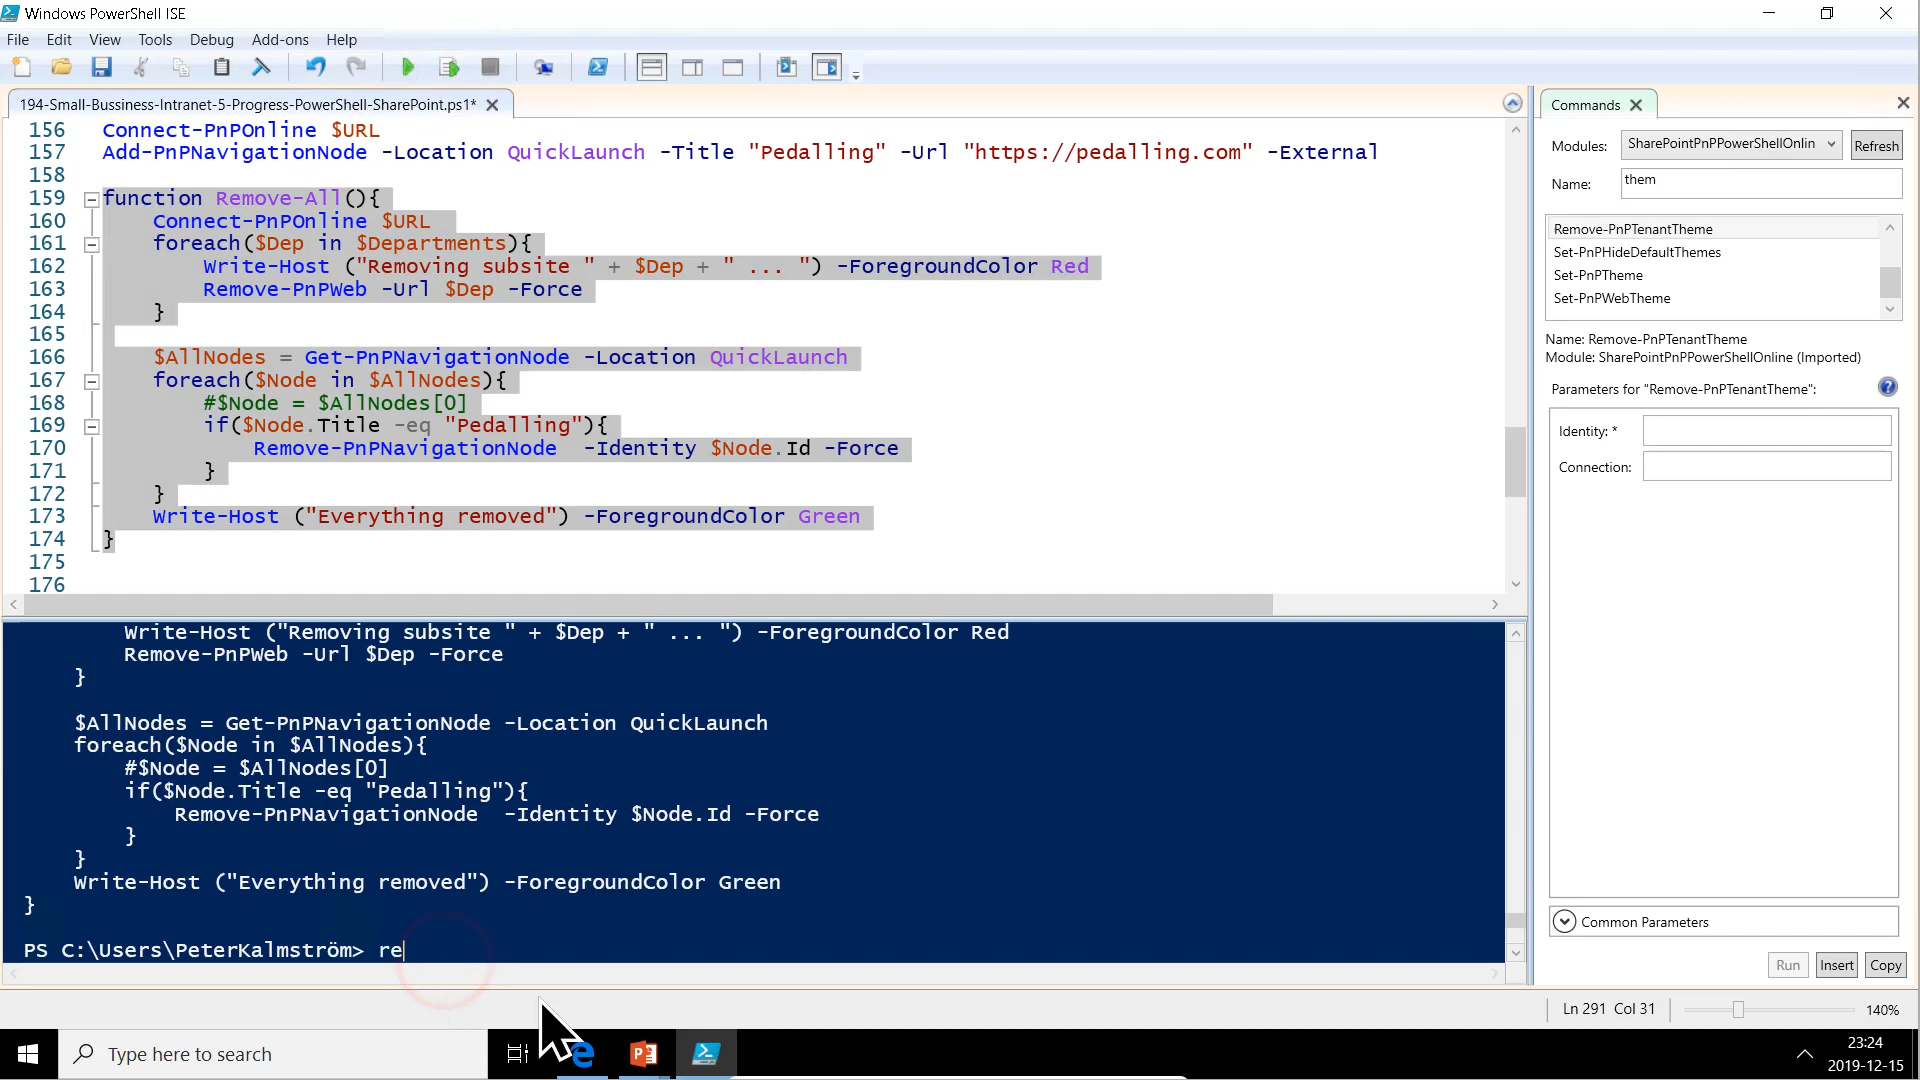 Windows PowerShell ISE
File Edit View Tools Debug Add-ons Help
194-Small-Bussiness-Intranet-5-Progress-PowerShell-SharePoint.ps1*
156 Connect-PnPOnline $URL
157 Add-PnPNavigationNode -Location QuickLaunch -Title "Pedalling" -Url "https://pedalling.com" -External
158
159 function Remove-All(){
160 Connect-PnPOnline $URL
161 foreach($Dep in $Departments){
162 Write-Host ("Removing subsite " + $Dep + " ... ") -ForegroundColor Red
163 Remove-PnPWeb -Url $Dep -Force
164 }
165
166 $AllNodes = Get-PnPNavigationNode -Location QuickLaunch
167 foreach($Node in $AllNodes){
168 #$Node = $AllNodes[0]
169 if($Node.Title -eq "Pedalling"){
170 Remove-PnPNavigationNode  -Identity $Node.Id -Force
171 }
172 }
173 Write-Host ("Everything removed") -ForegroundColor Green
174 }
175
176
Write-Host ("Removing subsite " + $Dep + " ... ") -ForegroundColor Red
Remove-PnPWeb -Url $Dep -Force
}
$AllNodes = Get-PnPNavigationNode -Location QuickLaunch
foreach($Node in $AllNodes){
#$Node = $AllNodes[0]
if($Node.Title -eq "Pedalling"){
Remove-PnPNavigationNode  -Identity $Node.Id -Force
}
}
Write-Host ("Everything removed") -ForegroundColor Green
}
PS C:\Users\PeterKalmström> re
Commands
Modules: SharePointPnPPowerShellOnlin Refresh
Name: them
Remove-PnPTenantTheme
Set-PnPHideDefaultThemes
Set-PnPTheme
Set-PnPWebTheme
Name: Remove-PnPTenantTheme
Module: SharePointPnPPowerShellOnline (Imported)
Parameters for "Remove-PnPTenantTheme":
Identity: *
Connection:
Common Parameters
Run Insert Copy
Ln 291 Col 31 140%
Type here to search
23:24
2019-12-15